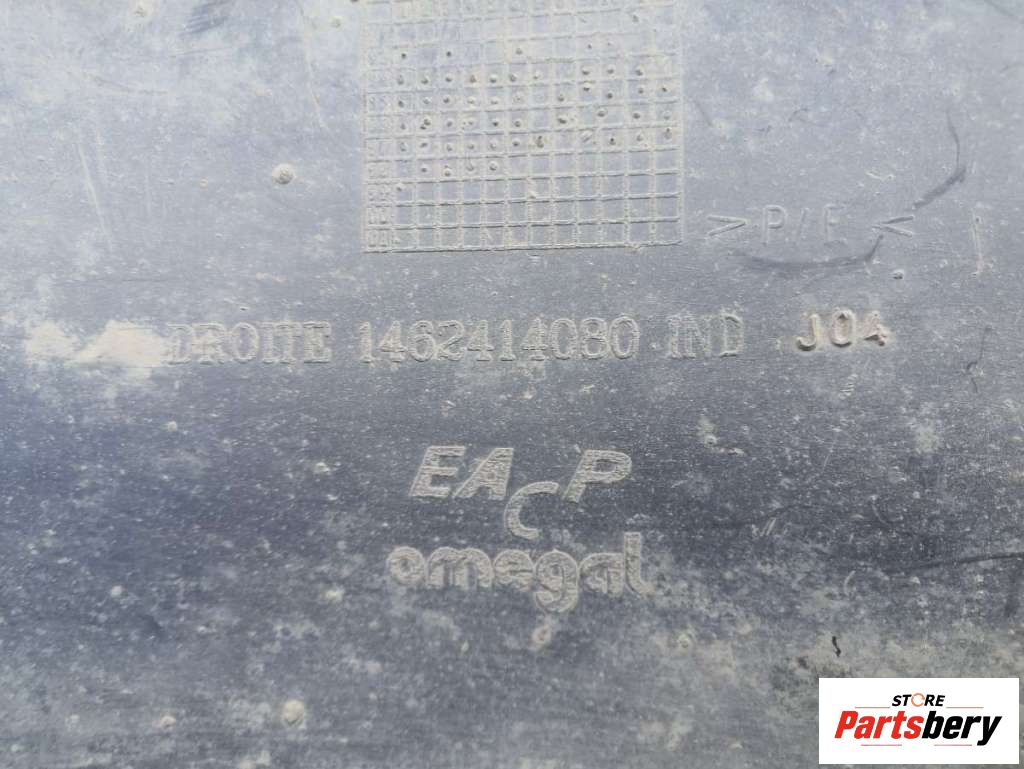 >P/E<
DROITE 1462414080 IND J04
EACP
omegal
STORE
Partsbery